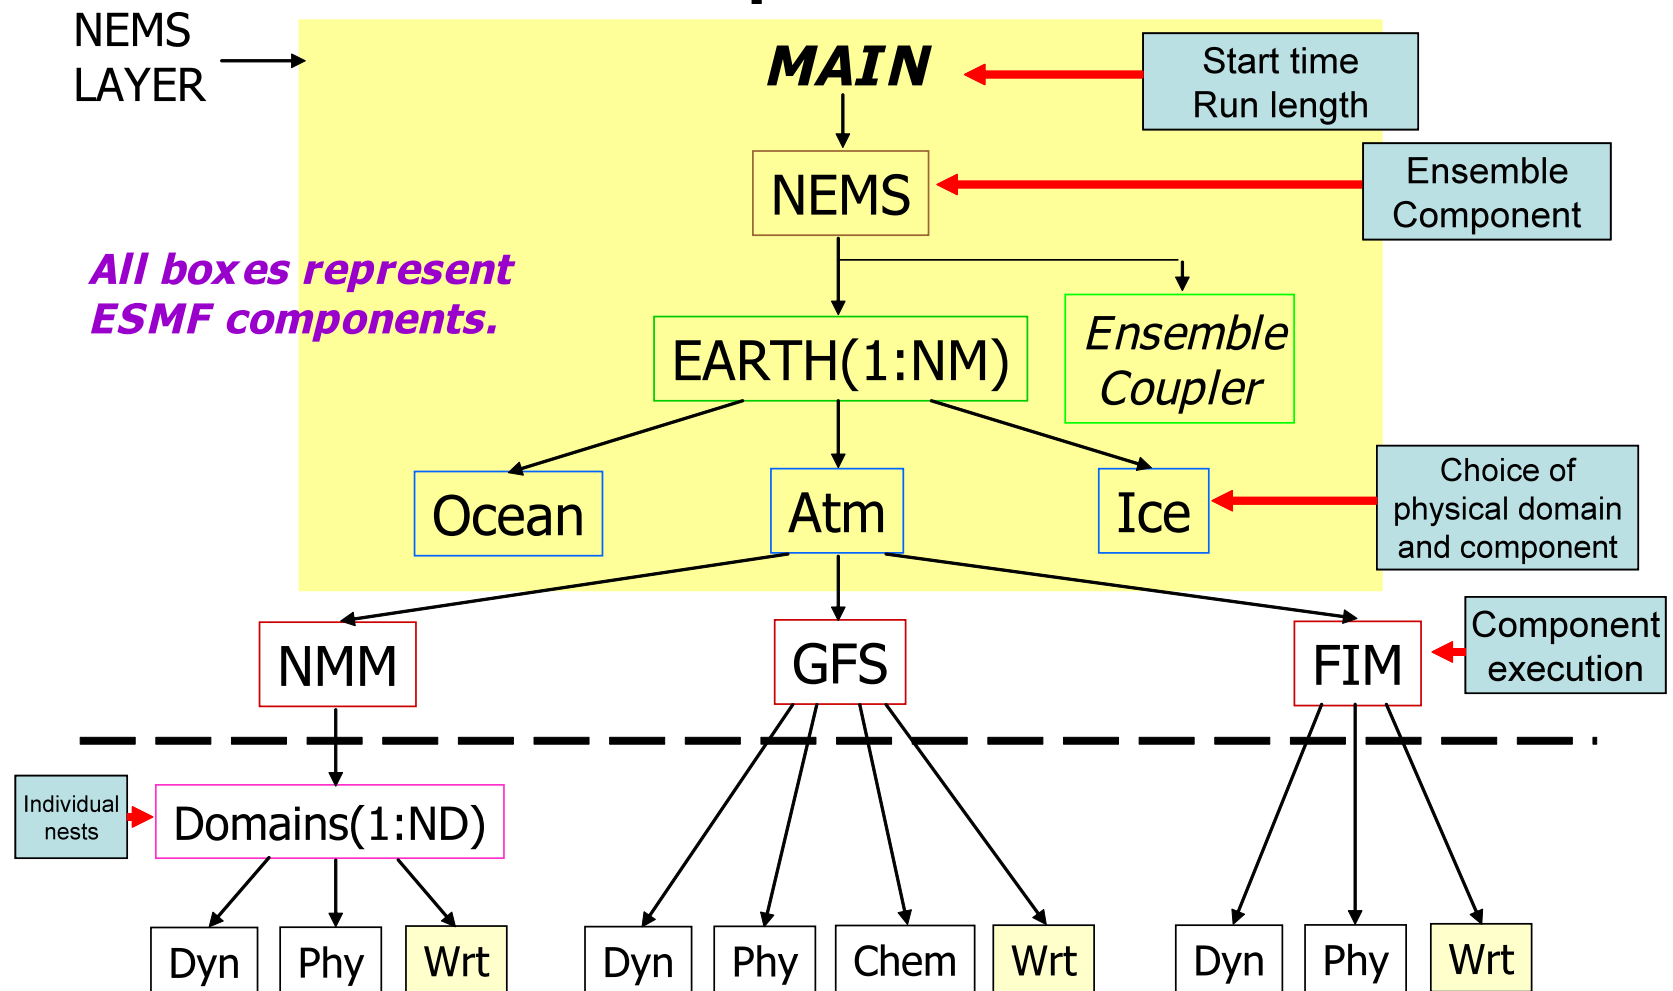 NEMS
LAYER
MAIN
Start time
Run length
NEMS
Ensemble
Component
All boxes represent
ESMF components.
EARTH(1:NM)
Ensemble
Coupler
Ocean
Atm
Ice
Choice of
physical domain
and component
NMM
GFS
FIM
Component
execution
Individual
nests
Domains(1:ND)
Dyn
Phy
Wrt
Dyn
Phy
Chem
Wrt
Dyn
Phy
Wrt